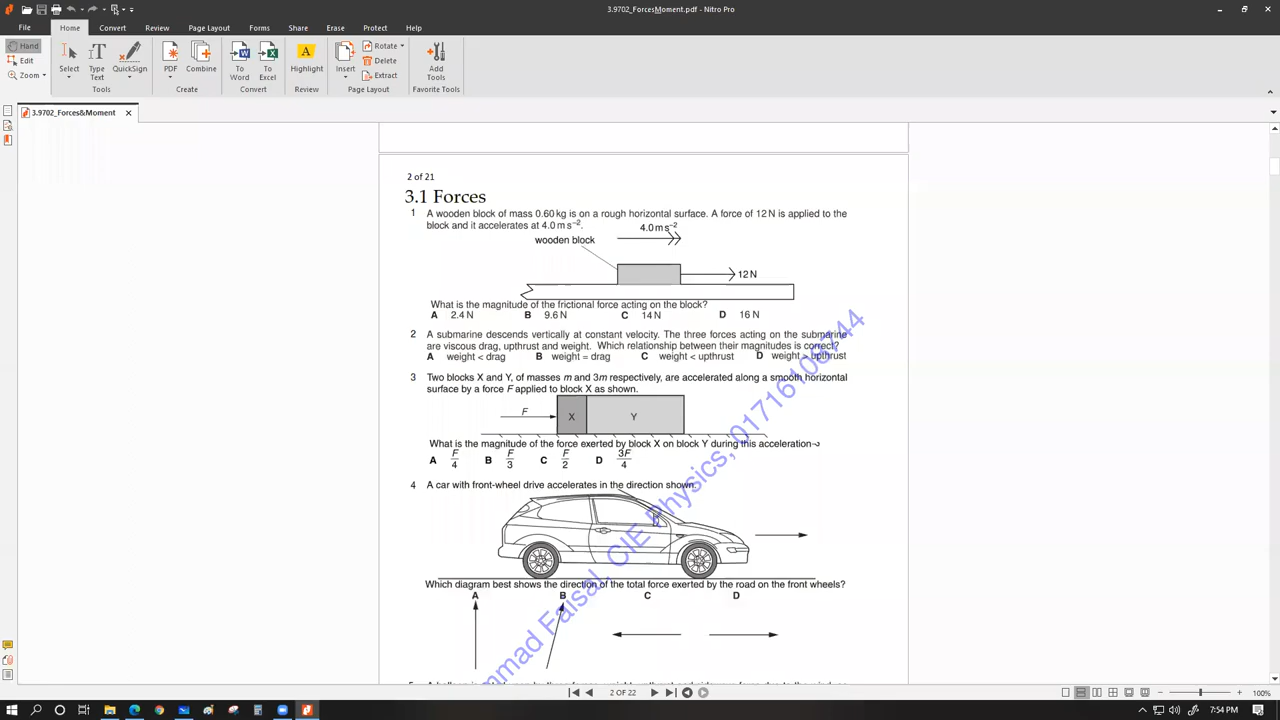 3.9702_ForcesMoment.pdf - Nitro Pro
File Home Convert Review Page Layout Forms Share Erase Protect Help
Hand
Edit
Zoom
Select
Type Text
QuickSign
PDF
Combine
To Word
To Excel
Highlight
Insert
Rotate
Delete
Extract
Add Tools
Tools Create Convert Review Page Layout Favorite Tools
3.9702_Forces&Moment
2 of 21
3.1 Forces
1 A wooden block of mass 0.60 kg is on a rough horizontal surface. A force of 12 N is applied to the
block and it accelerates at 4.0 m s⁻².
4.0 m s⁻²
wooden block
12 N
What is the magnitude of the frictional force acting on the block?
A 2.4 N B 9.6 N C 14 N D 16 N
2 A submarine descends vertically at constant velocity. The three forces acting on the submarine
are viscous drag, upthrust and weight. Which relationship between their magnitudes is correct?
A weight < drag B weight = drag C weight < upthrust D weight > upthrust
3 Two blocks X and Y, of masses m and 3m respectively, are accelerated along a smooth horizontal
surface by a force F applied to block X as shown.
F X Y
What is the magnitude of the force exerted by block X on block Y during this acceleration?
A F/4 B F/3 C F/2 D 3F/4
4 A car with front-wheel drive accelerates in the direction shown.
Which diagram best shows the direction of the total force exerted by the road on the front wheels?
A B C D
mmad Faisal, CIE Physics, 01716108744
2 OF 22
100%
7:54 PM